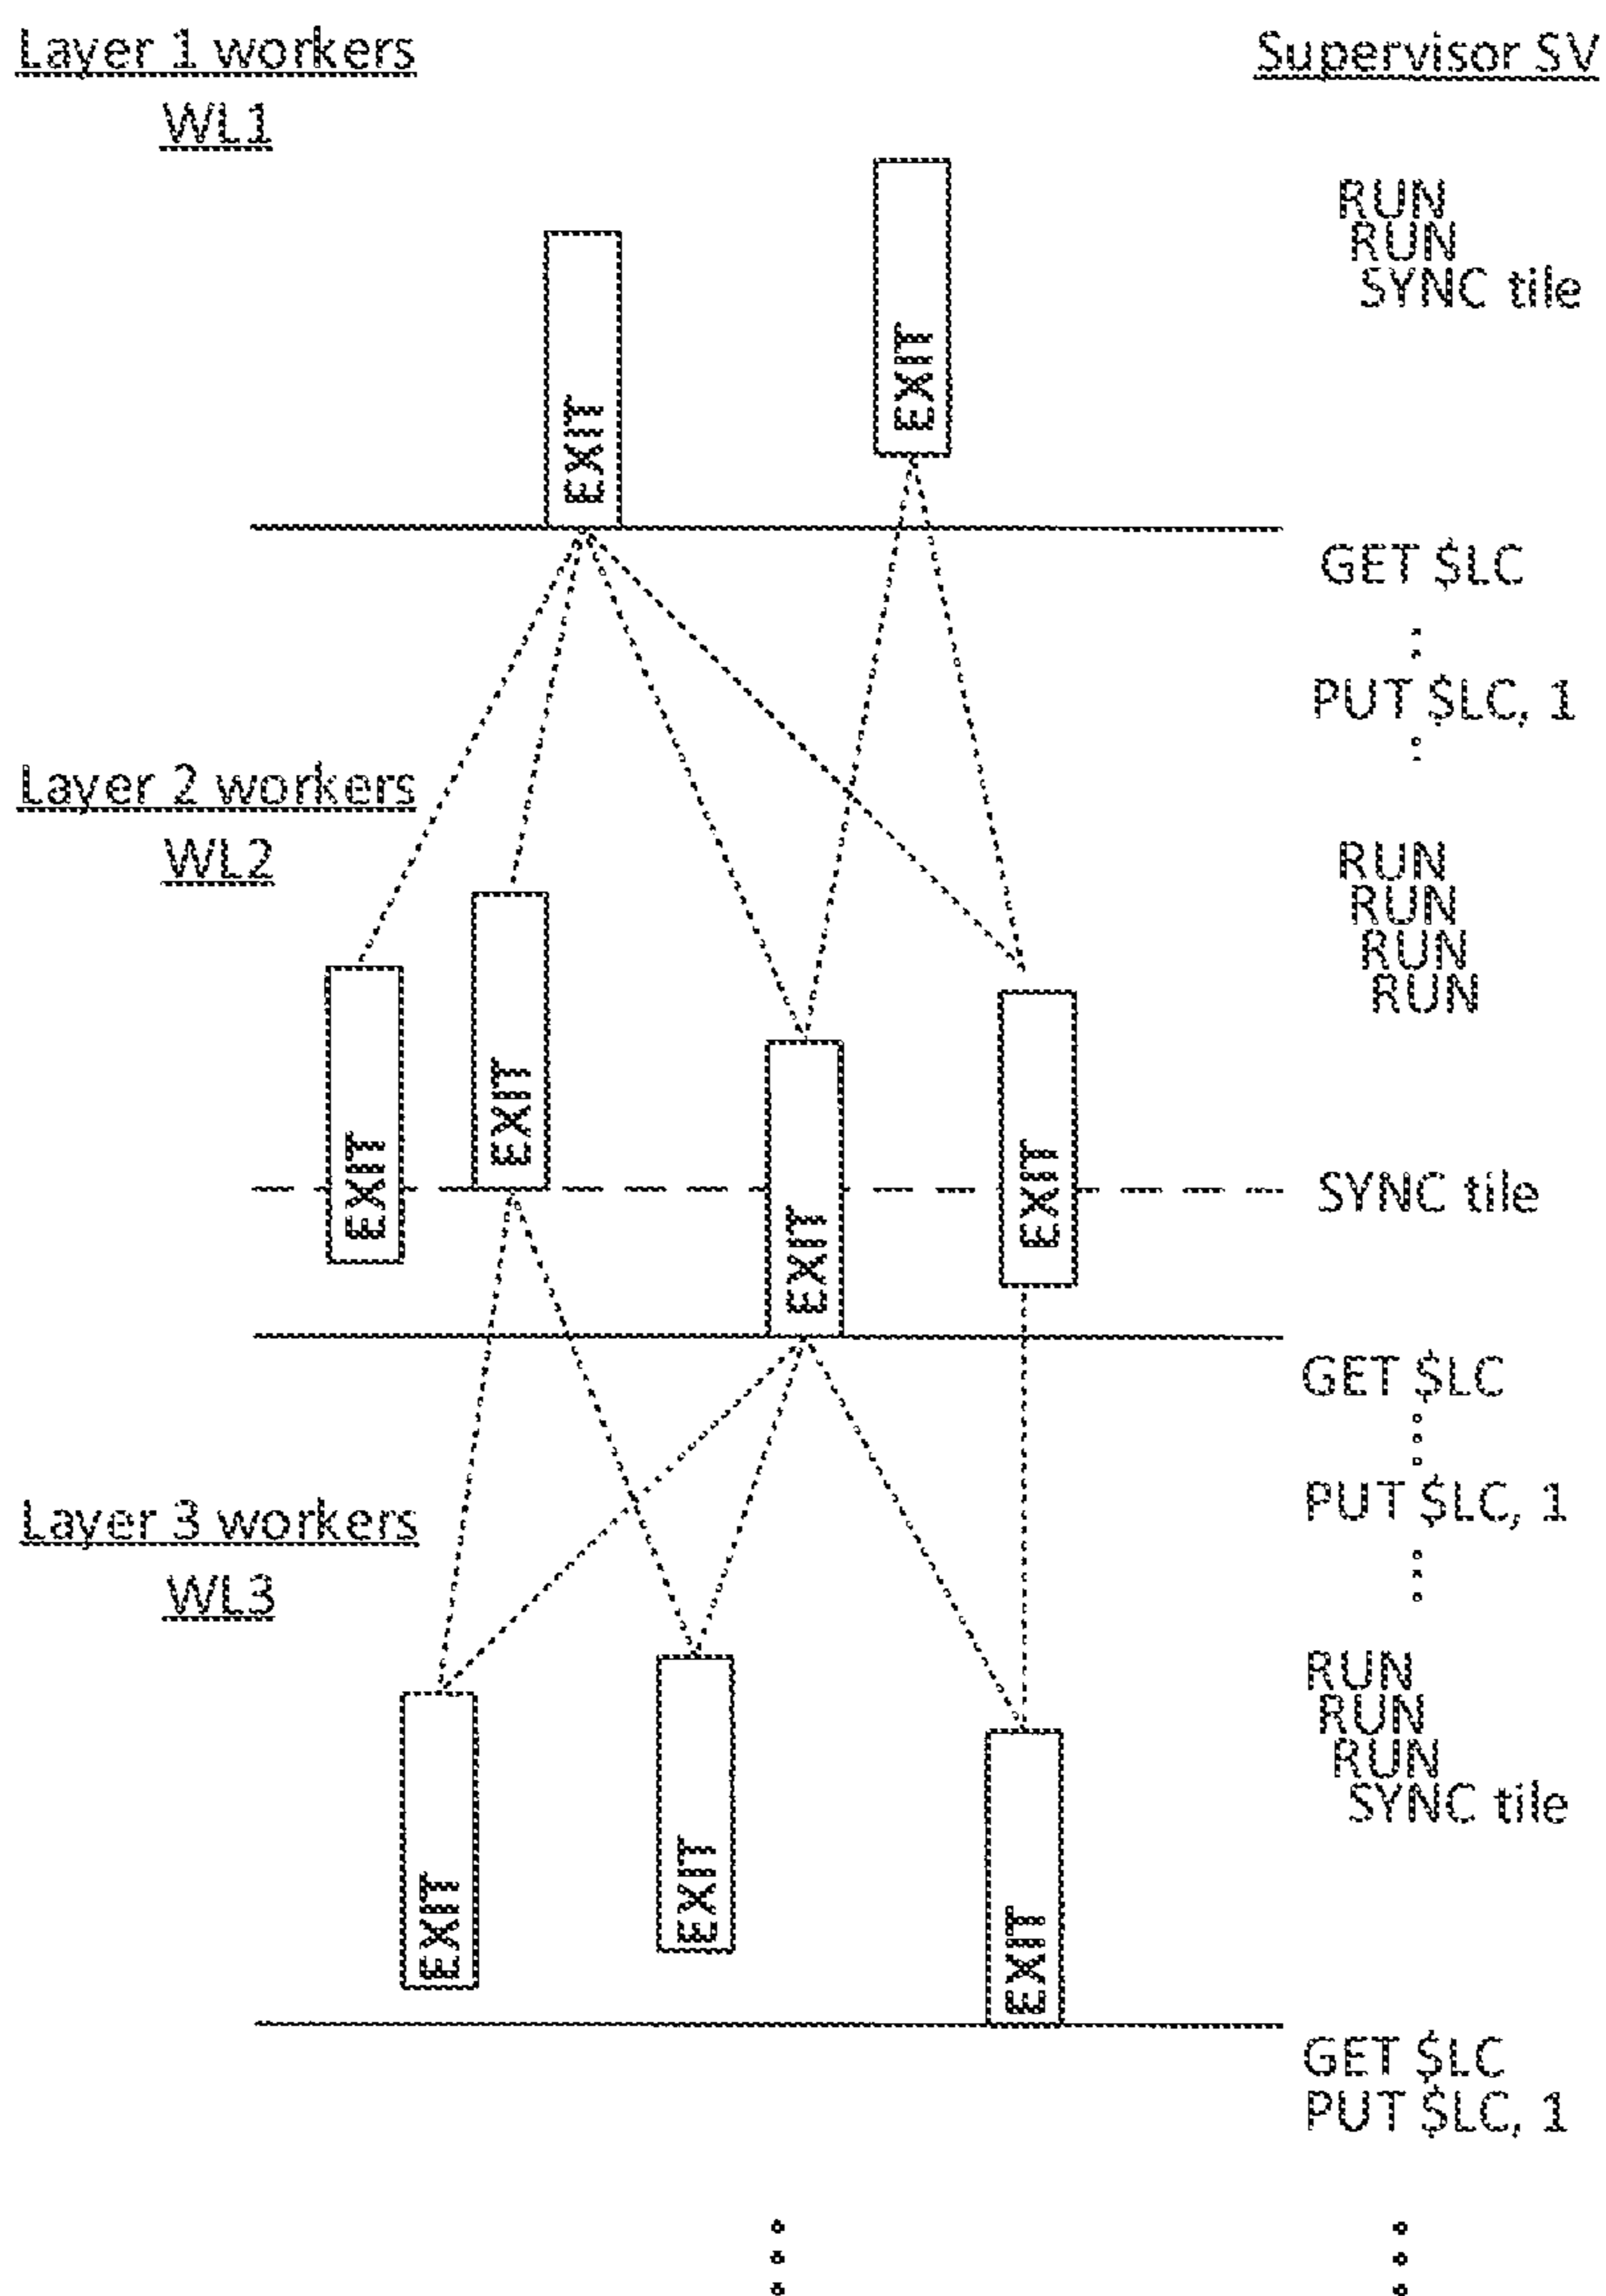 Layer 1 workers
WL1
Supervisor SV
RUN
RUN
SYNC tile
EXIT
EXIT
GET $LC
PUT $LC, 1
Layer 2 workers
WL2
RUN
RUN
RUN
RUN
EXIT
EXIT
EXIT
EXIT
SYNC tile
GET $LC
PUT $LC, 1
Layer 3 workers
WL3
RUN
RUN
RUN
SYNC tile
EXIT
EXIT
EXIT
GET $LC
PUT $LC, 1